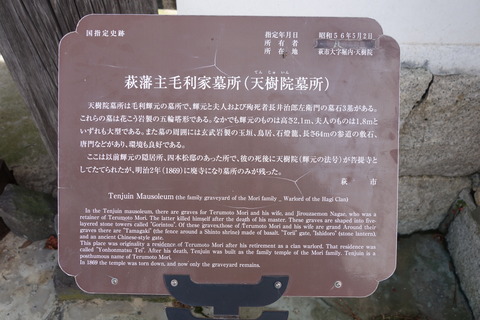 国指定史跡
指定年月日 昭和56年5月2日
所有者
所在地 萩市大字堀内・天樹院
てんじゅいん
萩藩主毛利家墓所(天樹院墓所)
天樹院墓所は毛利輝元の墓所で、輝元と夫人および殉死者長井治郎左衛門の墓石3基がある。
これらの墓は花こう岩製の五輪塔形である。なかでも輝元のものは高さ2.1m、夫人のものは1.8mと
いずれも大型である。また墓の周囲には玄武岩製の玉垣、鳥居、石燈籠、長さ64mの参道の敷石、
唐門などがあり、環境も良好である。
ここは以前輝元の隠居所、四本松邸のあった所で、彼の死後に天樹院(輝元の法号)が菩提寺と
してたてられたが、明治2年(1869)に廃寺になり墓所のみが残った。
萩市
Tenjuin Mausoleum (the family graveyard of the Mori family _ Warlord of the Hagi Clan)
In the Tenjuin mausoleum, there are graves for Terumoto Mori and his wife, and Jirouzaemon Nagae, who was a
retainer of Terumoto Mori. The latter killed himself after the death of his master. These graves are shaped into five-
layered stone towers called "Gorintou". Of these graves,those of Terumoto Mori and his wife are grand Around their
graves there are "Tamagaki" (the fence around a Shinto shrine) made of basalt. "Torii" gate, "Ishidoro" (stone lantern),
and an ancient Chinese-style gate.
This place was originality a residence of Terumoto Mori after his retirement as a clan warlord. That residence was
called "Yonhonmatsu Tei". After his death, Tenjuin was built as the family temple of the Mori family. Tenjuin is a
posthumous name of Terumoto Mori.
In 1869 the temple was torn down, and now only the graveyard remains.